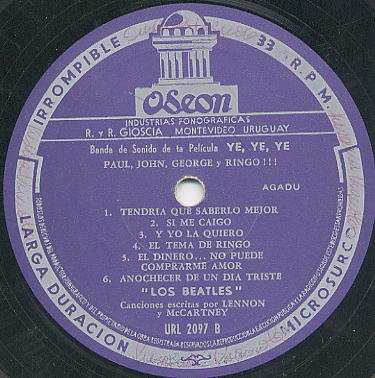 IRROMPIBLE
33 R.P.M.
Odeon
INDUSTRIAS FONOGRAFICAS
R. y R. GIOSCIA MONTEVIDEO URUGUAY
Banda de Sonido de la Película YE, YE, YE
PAUL, JOHN, GEORGE y RINGO!!!
AGADU
1. TENDRIA QUE SABERLO MEJOR
2. SI ME CAIGO
3. Y YO LA QUIERO
4. EL TEMA DE RINGO
5. EL DINERO... NO PUEDE
COMPRARME AMOR
6. ANOCHECER DE UN DIA TRISTE
"LOS BEATLES"
Canciones escritas por LENNON
y McCARTNEY
URL 2097 B
LARGA DURACION
MICROSURCO